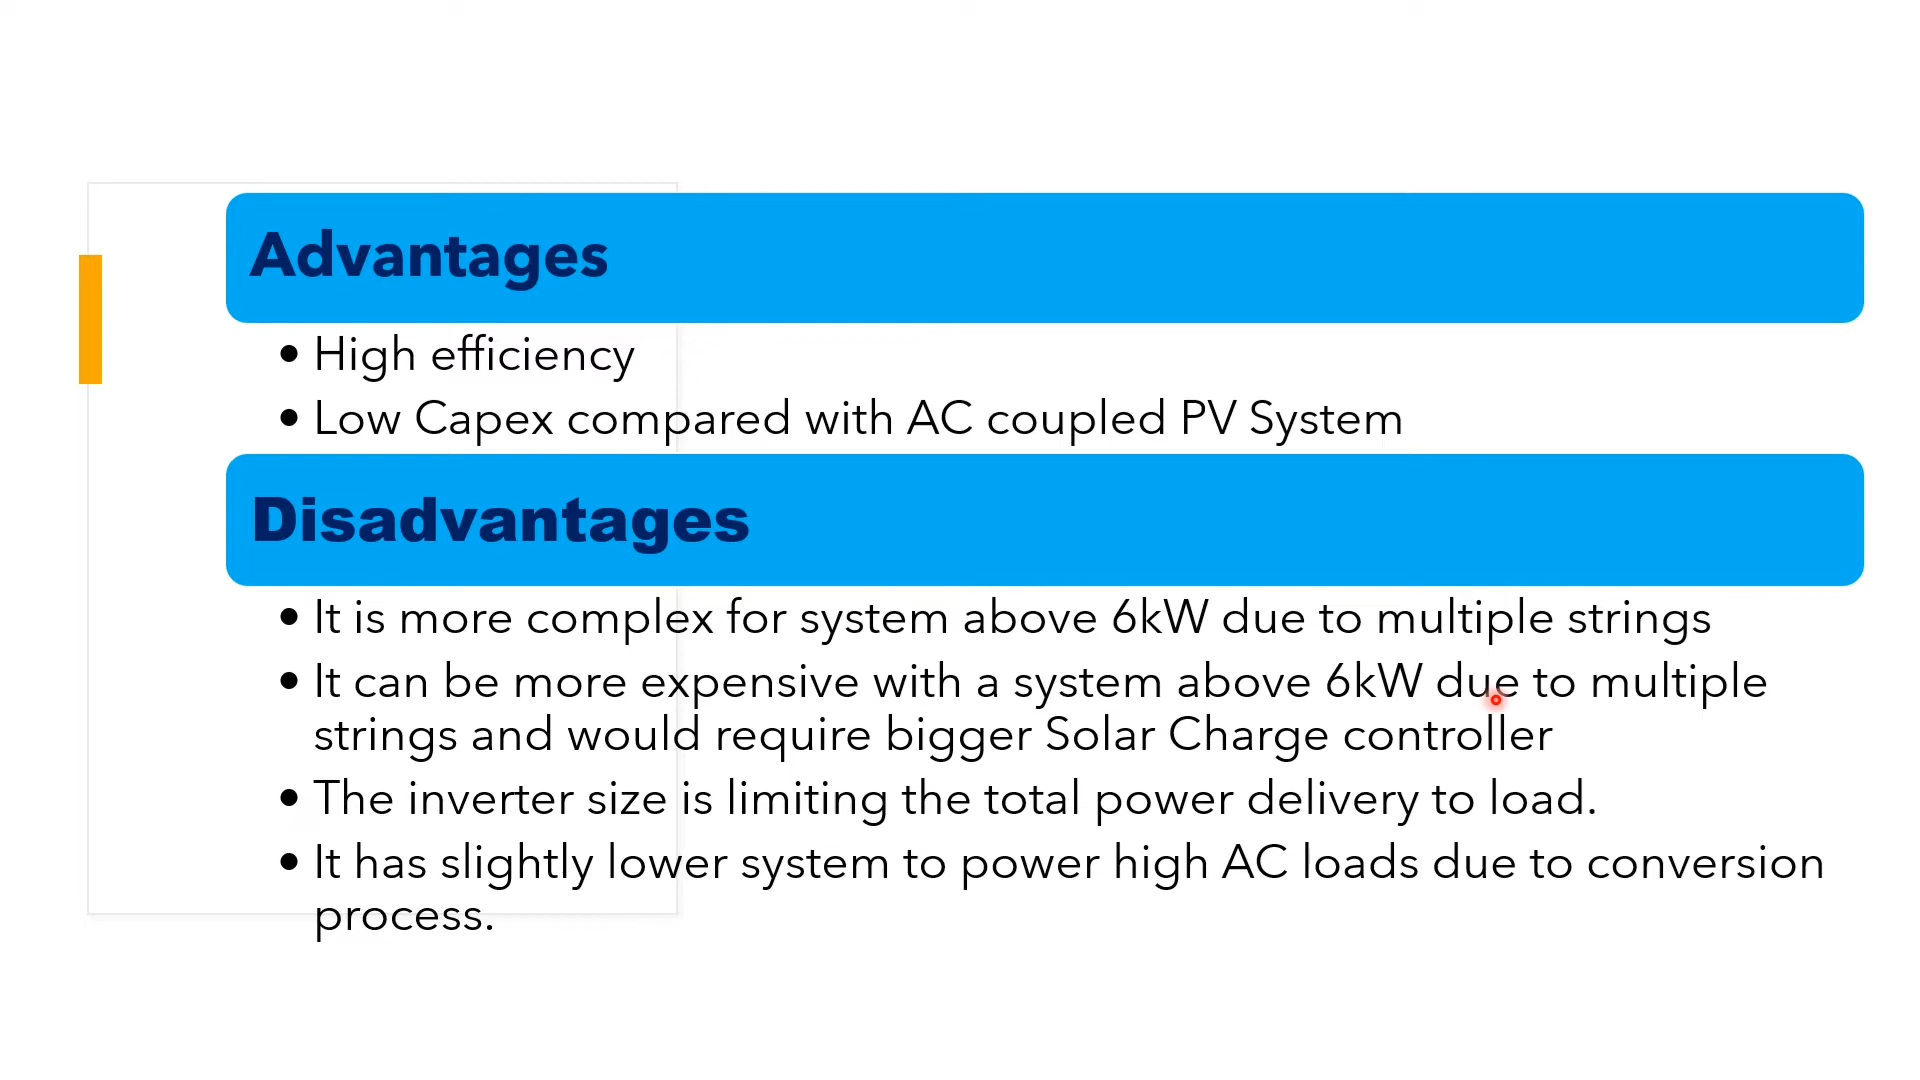 Advantages
• High efficiency
• Low Capex compared with AC coupled PV System
Disadvantages
• It is more complex for system above 6kW due to multiple strings
• It can be more expensive with a system above 6kW due to multiple
strings and would require bigger Solar Charge controller
• The inverter size is limiting the total power delivery to load.
• It has slightly lower system to power high AC loads due to conversion
process.